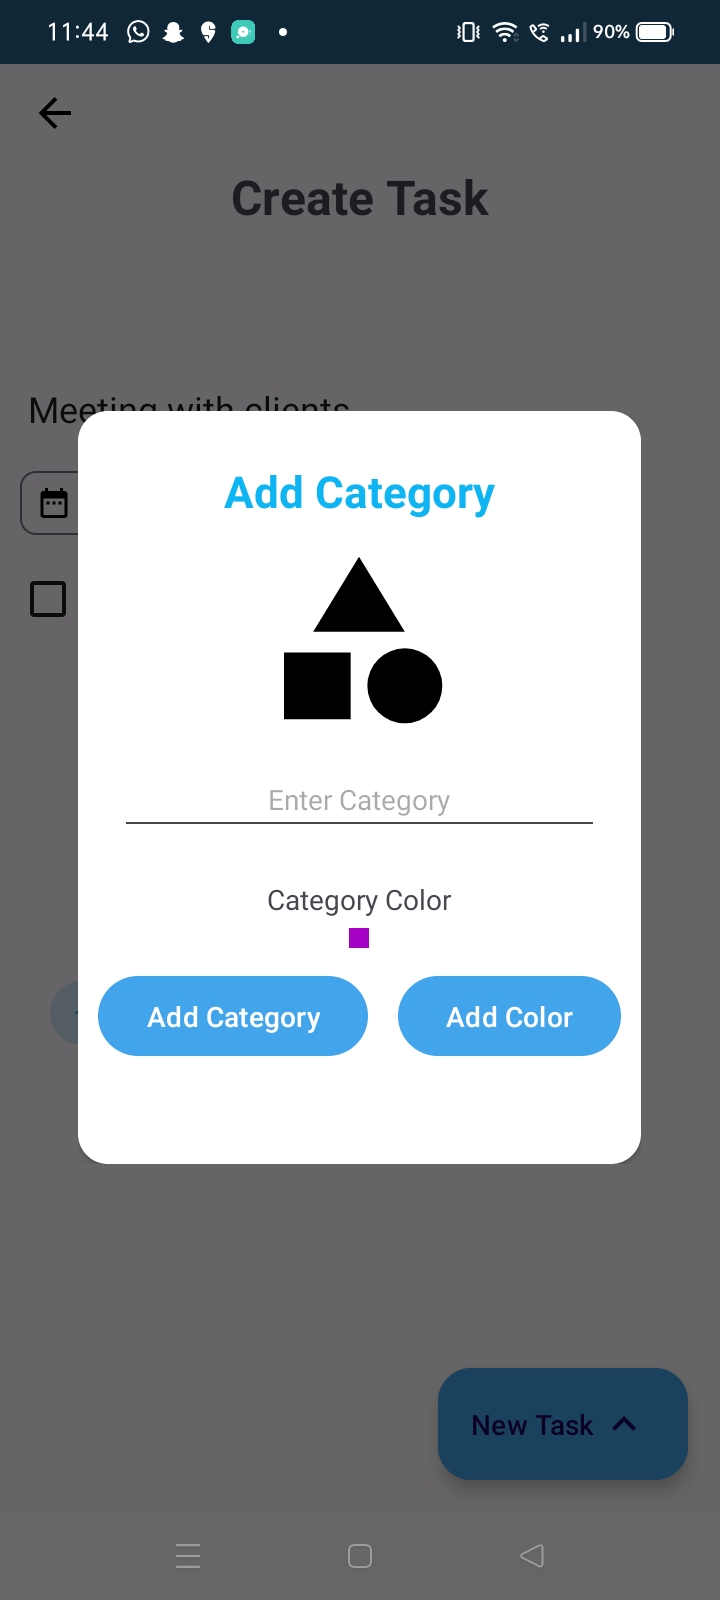 11:44
90%
Create Task
Meeting with clients
Add Category
Enter Category
Category Color
Add Category
Add Color
New Task